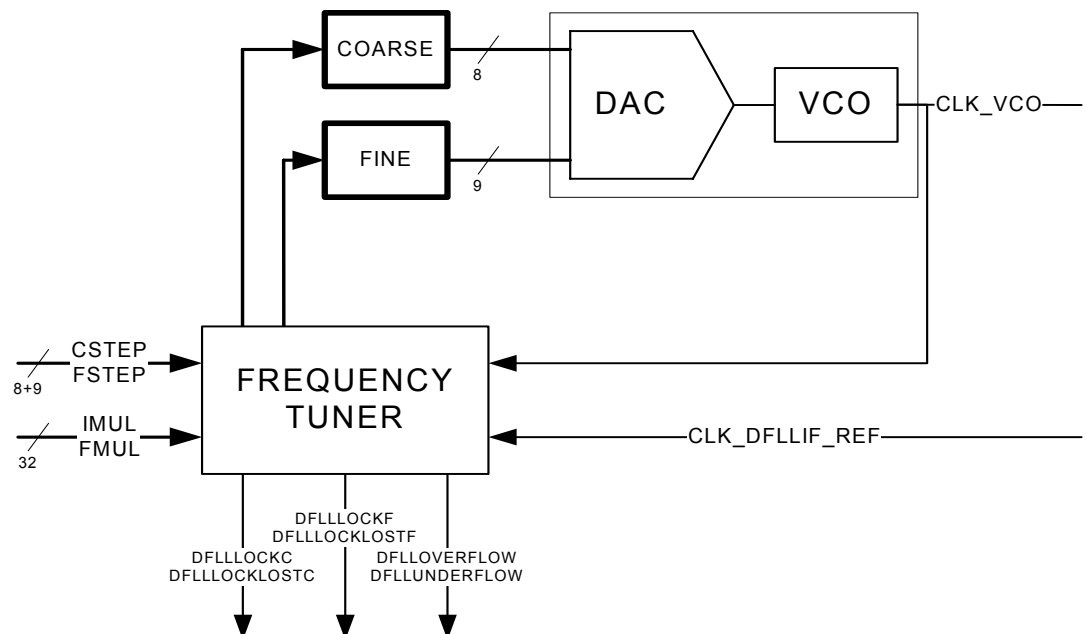 COARSE
8
DAC
VCO
CLK_VCO
FINE
9
CSTEP
FSTEP
8+9
FREQUENCY
TUNER
IMUL
FMUL
32
CLK_DFLLIF_REF
DFLLLOCKF
DFLLLOCKLOSTF
DFLLLOCKC
DFLLLOCKLOSTC
DFLLOVERFLOW
DFLLUNDERFLOW